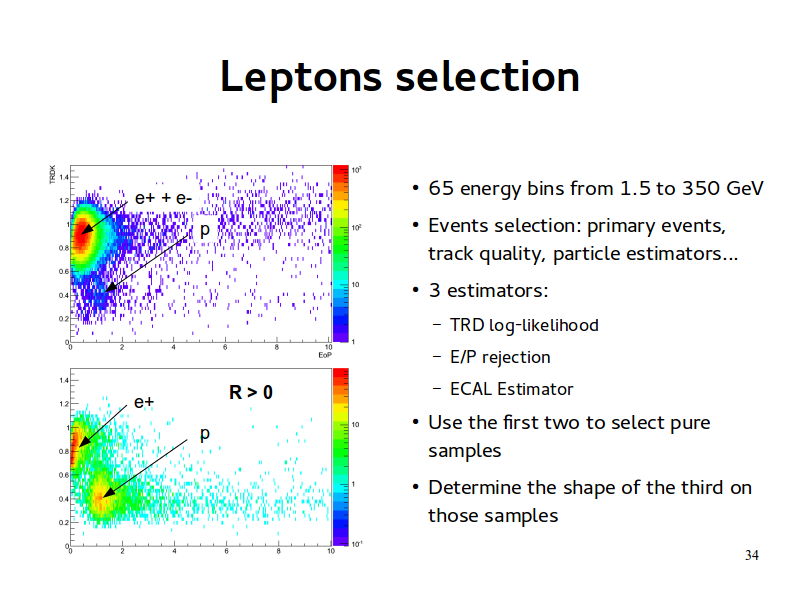 Leptons selection
TRDK
1.4
1.2
1
0.8
0.6
0.4
0.2
0
0 2 4 6 8 10
EoP
10³
10²
10
1
e+ + e-
p
1.4
1.2
1
0.8
0.6
0.4
0.2
0
0 2 4 6 8 10
10
1
10⁻¹
R > 0
e+
p
• 65 energy bins from 1.5 to 350 GeV
• Events selection: primary events,
track quality, particle estimators...
• 3 estimators:
– TRD log-likelihood
– E/P rejection
– ECAL Estimator
• Use the first two to select pure
samples
• Determine the shape of the third on
those samples
34